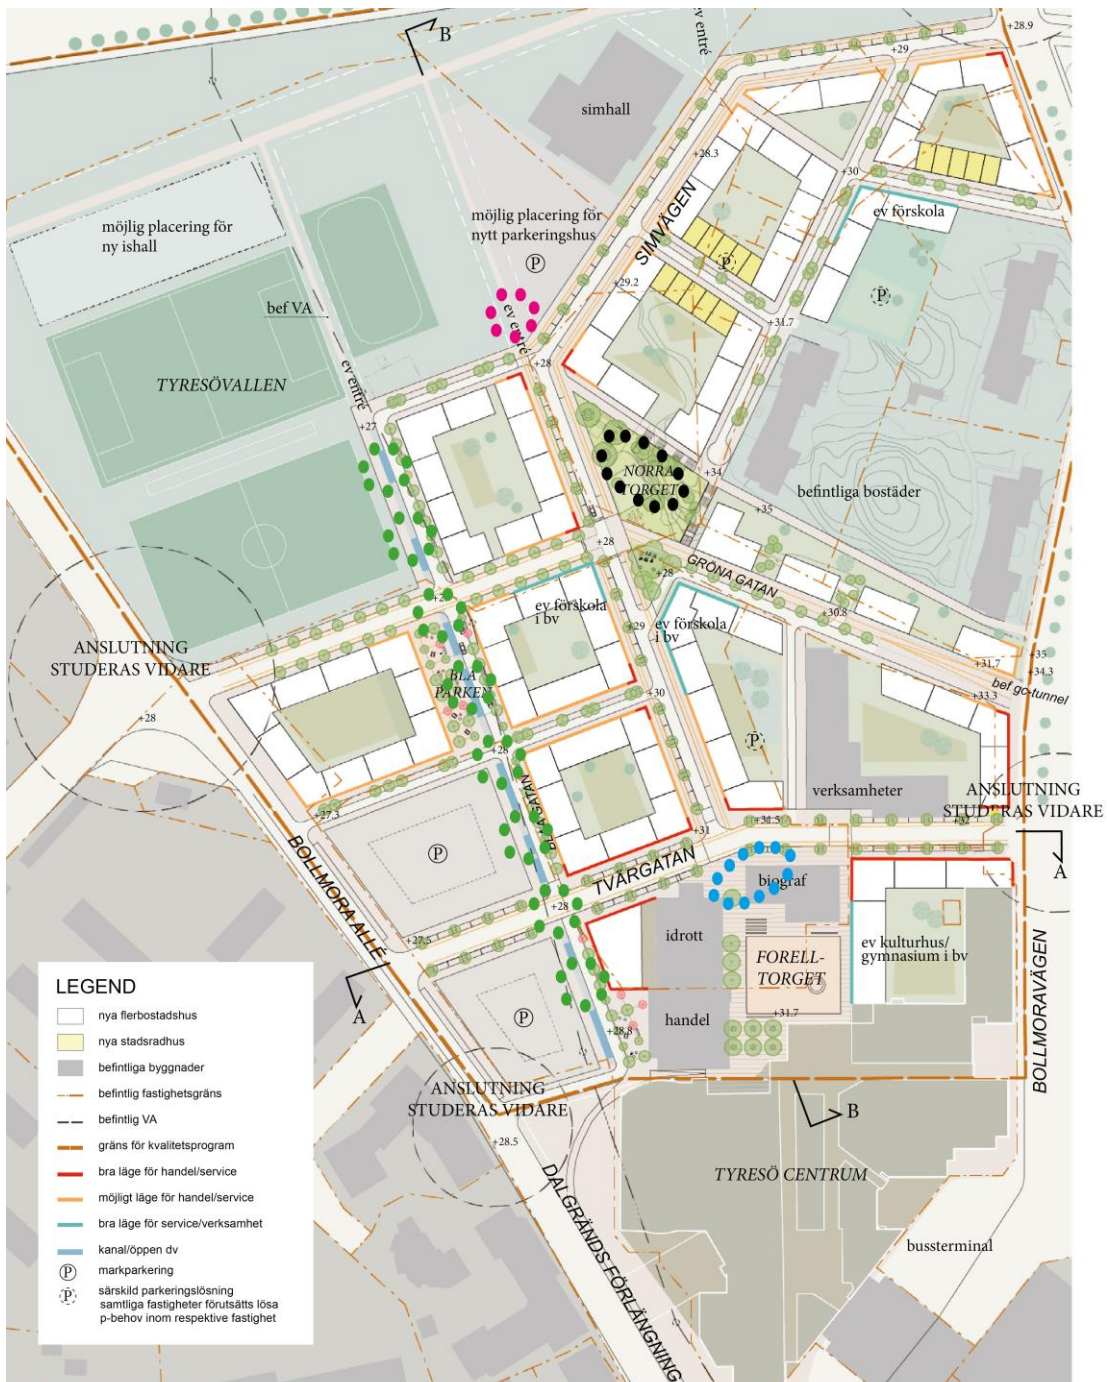 B
ev entré
+28.9
+29
simhall
+28.3
+30
möjlig placering för
ny ishall
möjlig placering för
nytt parkeringshus
P
SIMVÄGEN
ev förskola
P
P
+29.2
bef VA
ev entré
+31.7
TYRESÖVALLEN
ev entré
+28
+27
NORRA
TORGET
+34
befintliga bostäder
+35
+28
GRÖNA GATAN
+28
ev förskola
i bv
+29
ev förskola
i bv
+30.8
ANSLUTNING
STUDERAS VIDARE
BLÅ
PARKEN
+31.7
+35
+34.3
bef gc-tunnel
+33.3
+30
+28
+28
P
verksamheter
ANSLUTNING
STUDERAS VIDARE
+27.3
BLÅ GATAN
+31.5
+32
+31
P
TVÄRGATAN
biograf
A
BOLLMORA ALLÉ
+28
+27.5
idrott
ev kulturhus/
gymnasium i bv
FORELL-
TORGET
BOLLMORAVÄGEN
A
P
handel
+31.7
+28.8
ANSLUTNING
STUDERAS VIDARE
B
+28.5
TYRESÖ CENTRUM
DALGRÄNDS FÖRLÄNGNING
bussterminal
LEGEND
nya flerbostadshus
nya stadsradhus
befintliga byggnader
befintlig fastighetsgräns
befintlig VA
gräns för kvalitetsprogram
bra läge för handel/service
möjligt läge för handel/service
bra läge för service/verksamhet
kanal/öppen dv
P markparkering
P särskild parkeringslösning
samtliga fastigheter förutsätts lösa
p-behov inom respektive fastighet